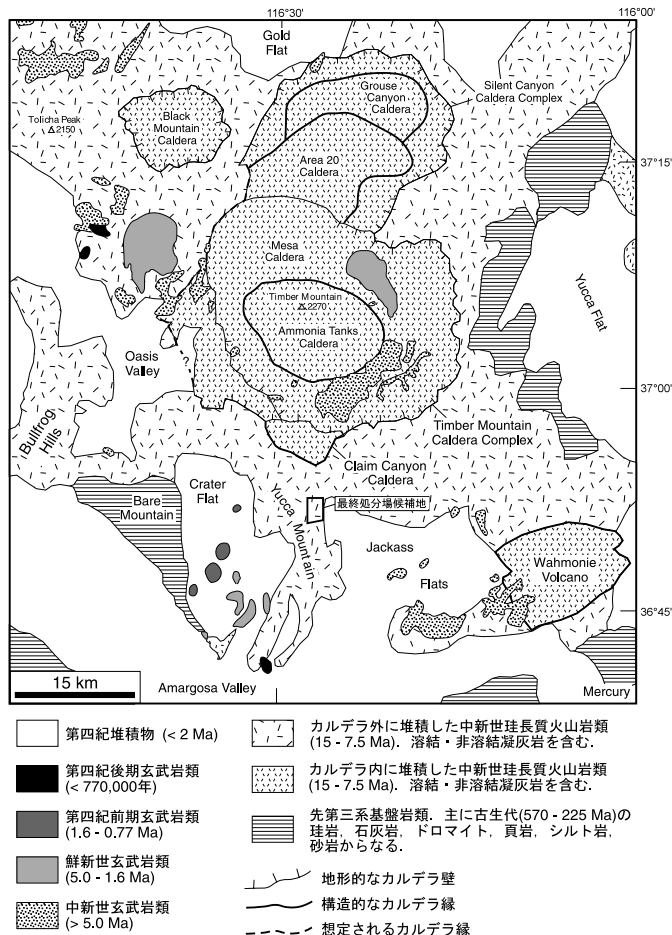 116°30'
116°00'
Gold
Flat
Grouse
Canyon
Caldera
Silent Canyon
Caldera Complex
Tolicha Peak
△2150
Black
Mountain
Caldera
Area 20
Caldera
37°15'
Mesa
Caldera
Yucca Flat
Timber Mountain
△2270
Ammonia Tanks
Caldera
Oasis
Valley
37°00'
Bullfrog
Hills
Timber Mountain
Caldera Complex
Claim Canyon
Caldera
Crater
Flat
Bare
Mountain
Yucca Mountain
最終処分場候補地
Jackass
Flats
Wahmonie
Volcano
36°45'
15 km
Amargosa Valley
Mercury
第四紀堆積物 (< 2 Ma)
第四紀後期玄武岩類
(< 770,000年)
第四紀前期玄武岩類
(1.6 - 0.77 Ma)
鮮新世玄武岩類
(5.0 - 1.6 Ma)
中新世玄武岩類
(> 5.0 Ma)
カルデラ外に堆積した中新世珪長質火山岩類
(15 - 7.5 Ma)．溶結・非溶結凝灰岩を含む．
カルデラ内に堆積した中新世珪長質火山岩類
(15 - 7.5 Ma)．溶結・非溶結凝灰岩を含む．
先第三系基盤岩類．主に古生代(570 - 225 Ma)の
珪岩，石灰岩，ドロマイト，頁岩，シルト岩，
砂岩からなる．
地形的なカルデラ壁
構造的なカルデラ縁
想定されるカルデラ縁